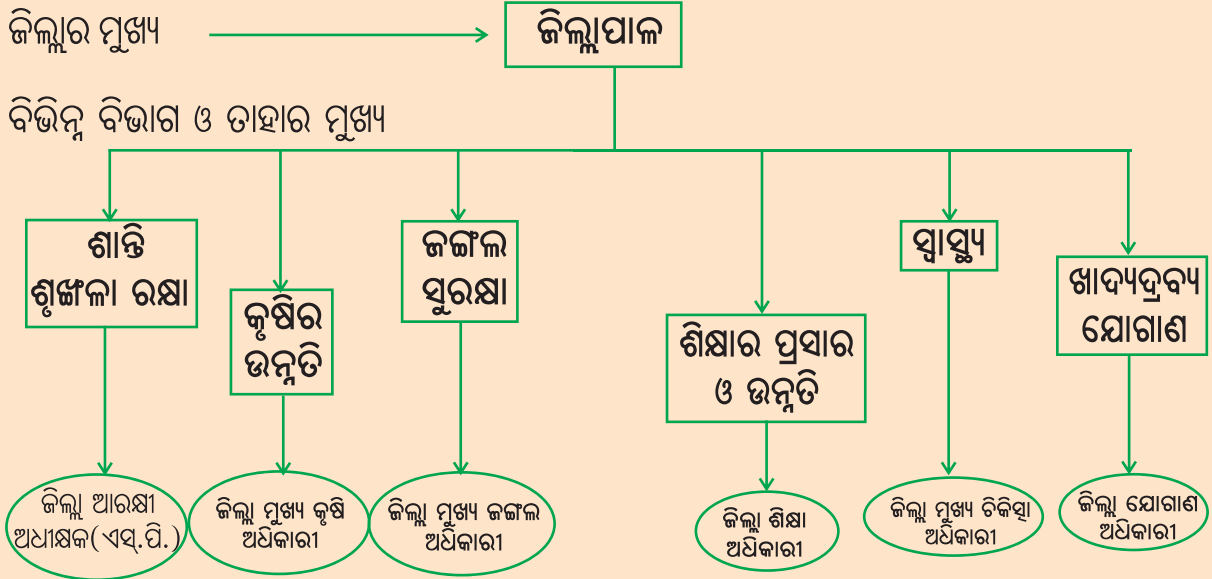 ଜିଲ୍ଲାର ମୁଖ୍ୟ
ଜିଲ୍ଲାପାଳ
ବିଭିନ୍ନ ବିଭାଗ ଓ ତାହାର ମୁଖ୍ୟ
ଶାନ୍ତି
ଶୃଙ୍ଖଳା ରକ୍ଷା
କୃଷିର
ଉନ୍ନତି
ଜଙ୍ଗଲ
ସୁରକ୍ଷା
ଶିକ୍ଷାର ପ୍ରସାର
ଓ ଉନ୍ନତି
ସ୍ୱାସ୍ଥ୍ୟ
ଖାଦ୍ୟଦ୍ରବ୍ୟ
ଯୋଗାଣ
ଜିଲ୍ଲା ଆରକ୍ଷୀ
ଅଧୀକ୍ଷକ(ଏସ୍.ପି.)
ଜିଲ୍ଲା ମୁଖ୍ୟ କୃଷି
ଅଧିକାରୀ
ଜିଲ୍ଲା ମୁଖ୍ୟ ଜଙ୍ଗଲ
ଅଧିକାରୀ
ଜିଲ୍ଲା ଶିକ୍ଷା
ଅଧିକାରୀ
ଜିଲ୍ଲା ମୁଖ୍ୟ ଚିକିତ୍ସା
ଅଧିକାରୀ
ଜିଲ୍ଲା ଯୋଗାଣ
ଅଧିକାରୀ